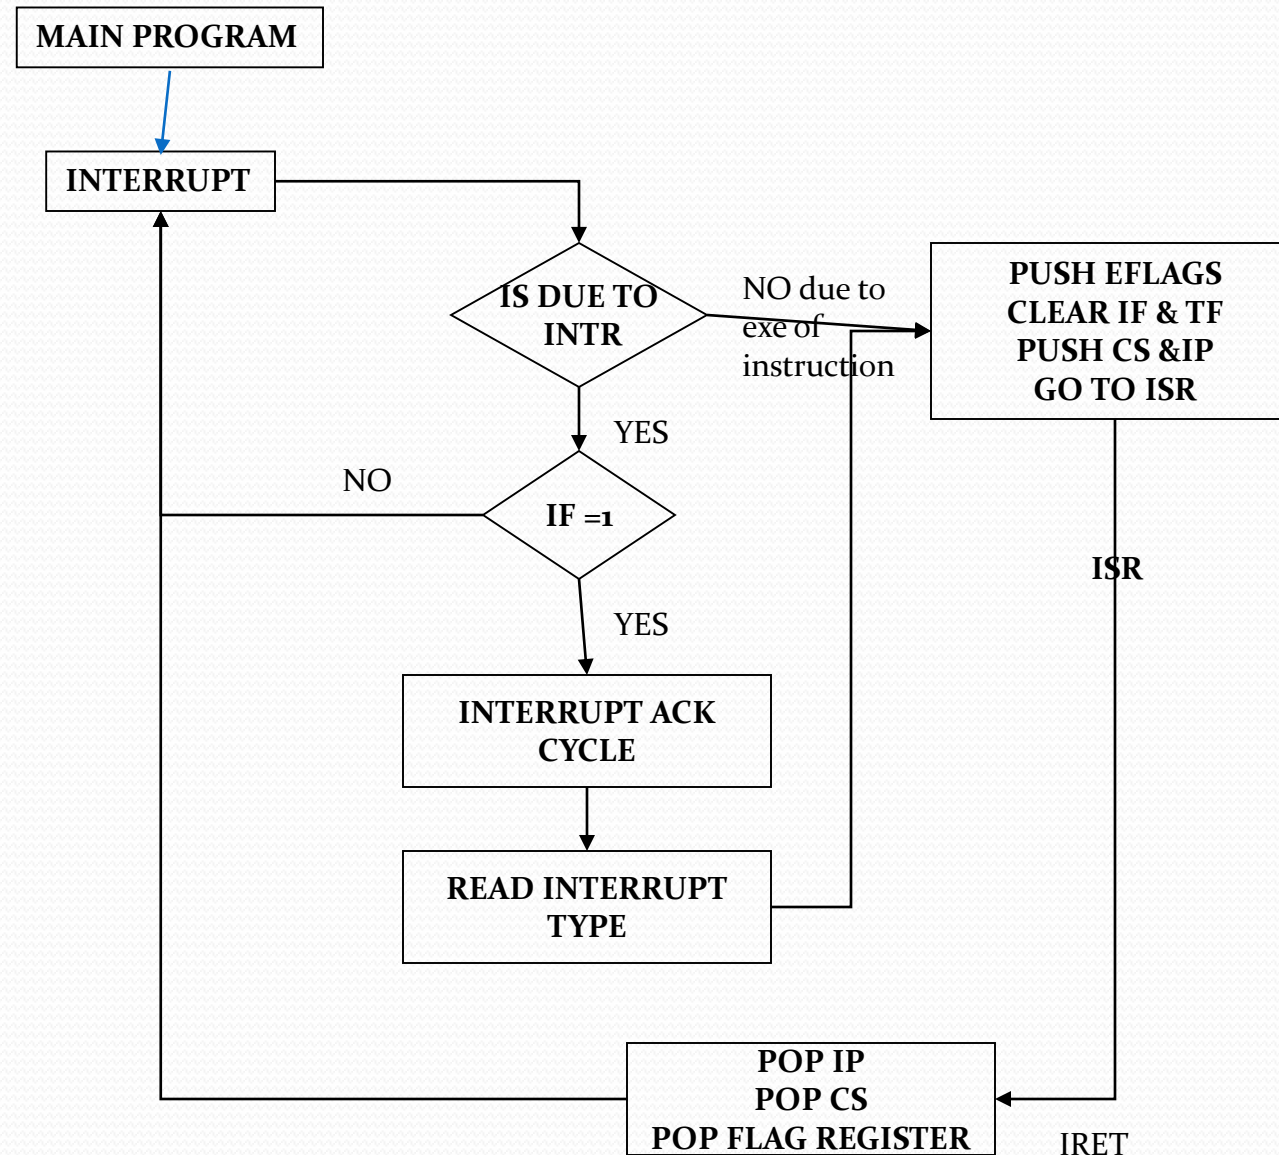 MAIN PROGRAM
INTERRUPT
IS DUE TO
INTR
NO due to
exe of
instruction
PUSH EFLAGS
CLEAR IF & TF
PUSH CS &IP
GO TO ISR
YES
NO
IF =1
ISR
YES
INTERRUPT ACK
CYCLE
READ INTERRUPT
TYPE
POP IP
POP CS
POP FLAG REGISTER
IRET